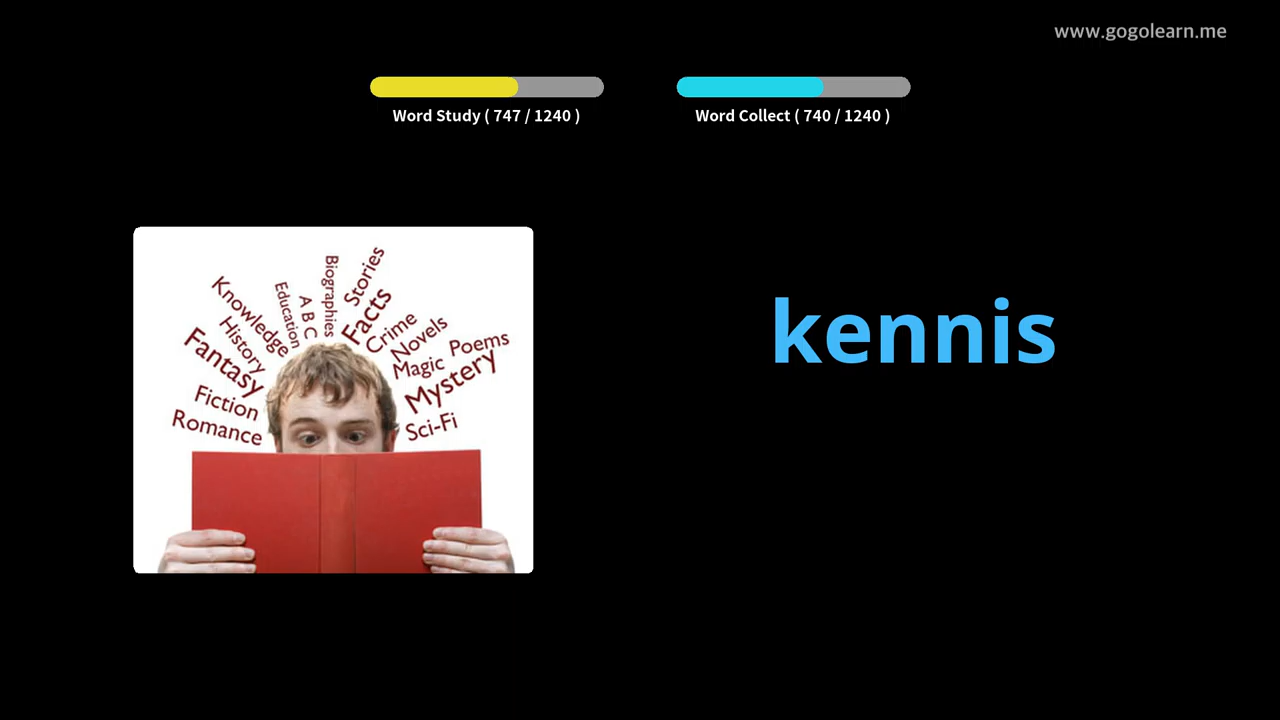 www.gogolearn.me
Word Study ( 747 / 1240 )
Word Collect ( 740 / 1240 )
kennis
Romance
Fiction
Fantasy
History
Knowledge
Education
A B C
Biographies
Stories
Facts
Crime
Novels
Magic
Poems
Mystery
Sci-Fi